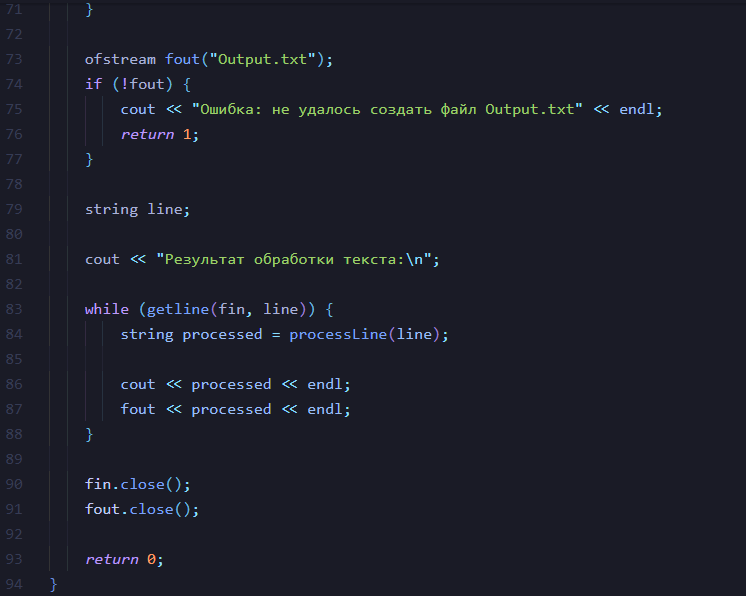 71 }
72
73 ofstream fout("Output.txt");
74 if (!fout) {
75 cout << "Ошибка: не удалось создать файл Output.txt" << endl;
76 return 1;
77 }
78
79 string line;
80
81 cout << "Результат обработки текста:\n";
82
83 while (getline(fin, line)) {
84 string processed = processLine(line);
85
86 cout << processed << endl;
87 fout << processed << endl;
88 }
89
90 fin.close();
91 fout.close();
92
93 return 0;
94 }